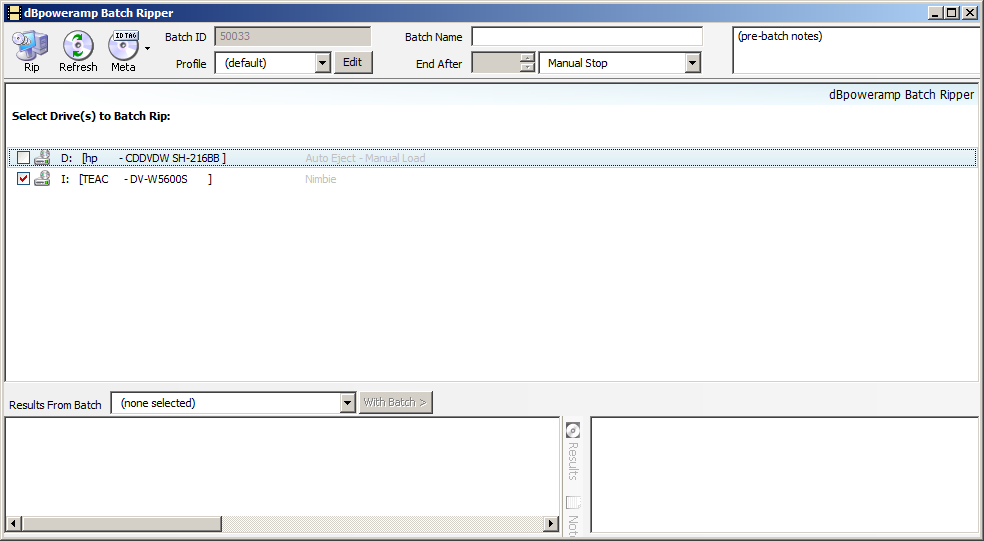 dBpoweramp Batch Ripper
ID TAG
Rip Refresh Meta
Batch ID 50033 Batch Name (pre-batch notes)
Profile (default) Edit End After Manual Stop
dBpoweramp Batch Ripper
Select Drive(s) to Batch Rip:
D: [hp - CDDVDW SH-216BB ] Auto Eject - Manual Load
I: [TEAC - DV-W5600S ] Nimbie
Results From Batch (none selected) With Batch >
Results
Not